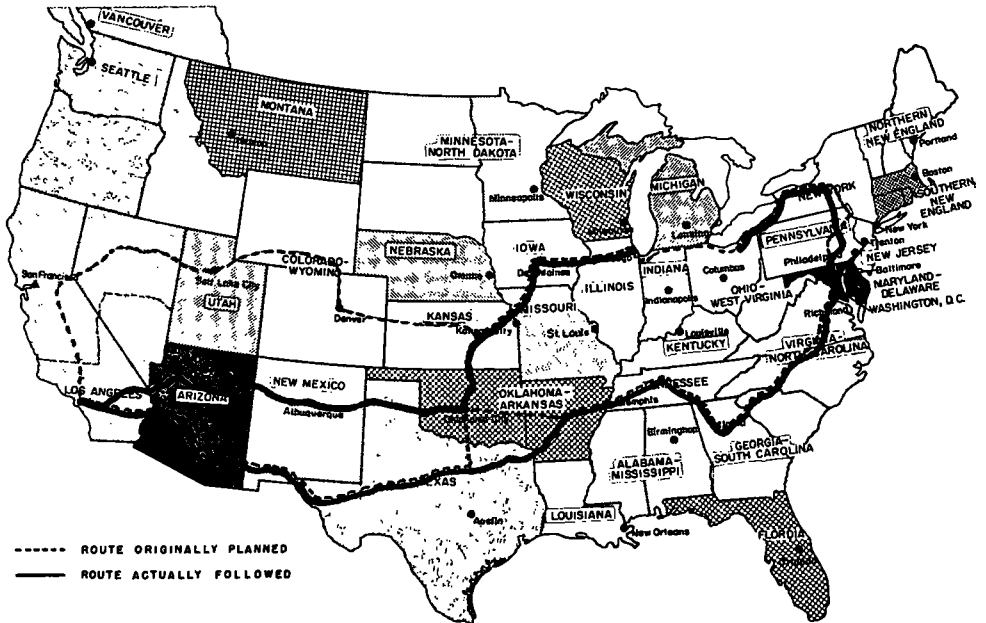 VANCOUVER
SEATTLE
MONTANA
MINNESOTA-
NORTH DAKOTA
Minneapolis
WISCONSIN
MICHIGAN
Lansing
NORTHERN
NEW ENGLAND
Portland
Boston
SOUTHERN
NEW
ENGLAND
NEW YORK
New York
PENNSYLVANIA
NEW JERSEY
Baltimore
MARYLAND-
DELAWARE
WASHINGTON, D.C.
San Francisco
Salt Lake City
UTAH
COLORADO-
WYOMING
Denver
NEBRASKA
Omaha
IOWA
Des Moines
KANSAS
Kansas City
MISSOURI
St. Louis
ILLINOIS
INDIANA
Indianapolis
Columbus
OHIO-
WEST VIRGINIA
Louisville
KENTUCKY
Richmond
VIRGINIA-
NORTH CAROLINA
LOS ANGELES
ARIZONA
NEW MEXICO
Albuquerque
OKLAHOMA-
ARKANSAS
Memphis
Birmingham
ALABAMA-
MISSISSIPPI
GEORGIA-
SOUTH CAROLINA
TEXAS
Austin
LOUISIANA
New Orleans
FLORIDA
ROUTE ORIGINALLY PLANNED
ROUTE ACTUALLY FOLLOWED